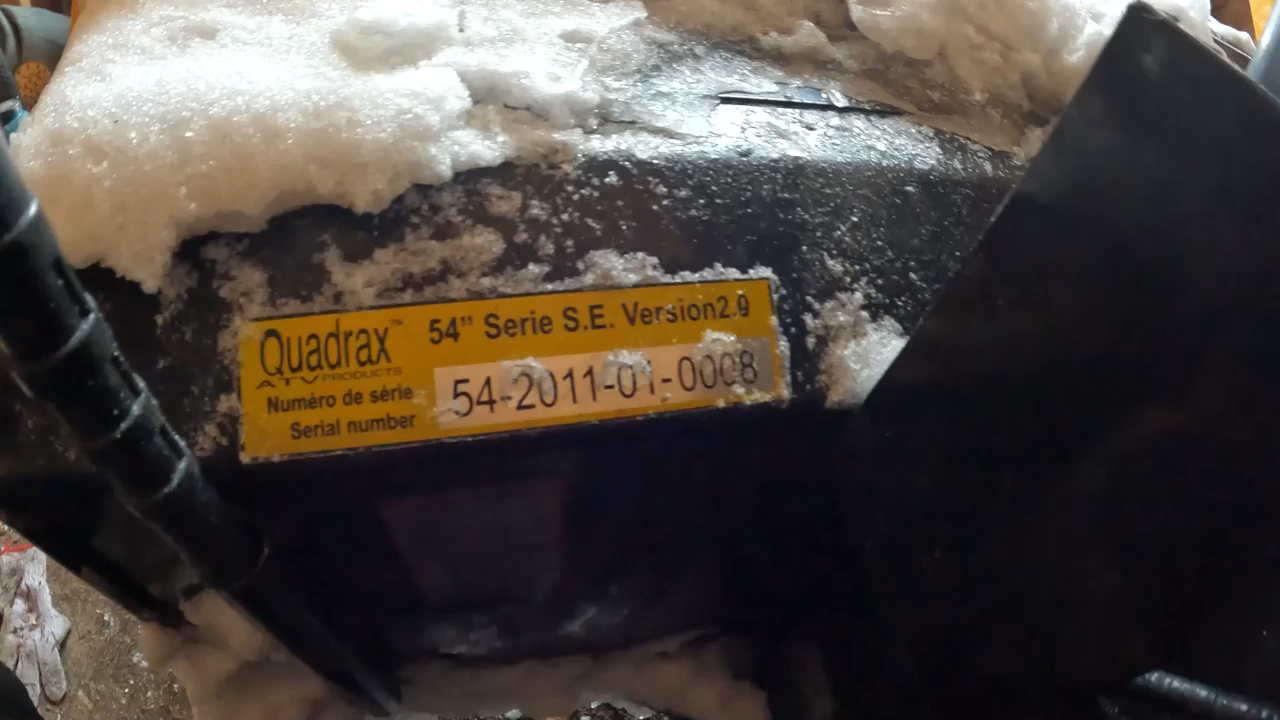 Quadrax™ 54” Serie S.E. Version2.9
ATV PRODUCTS
Numéro de série
Serial number
54-2011-01-0008